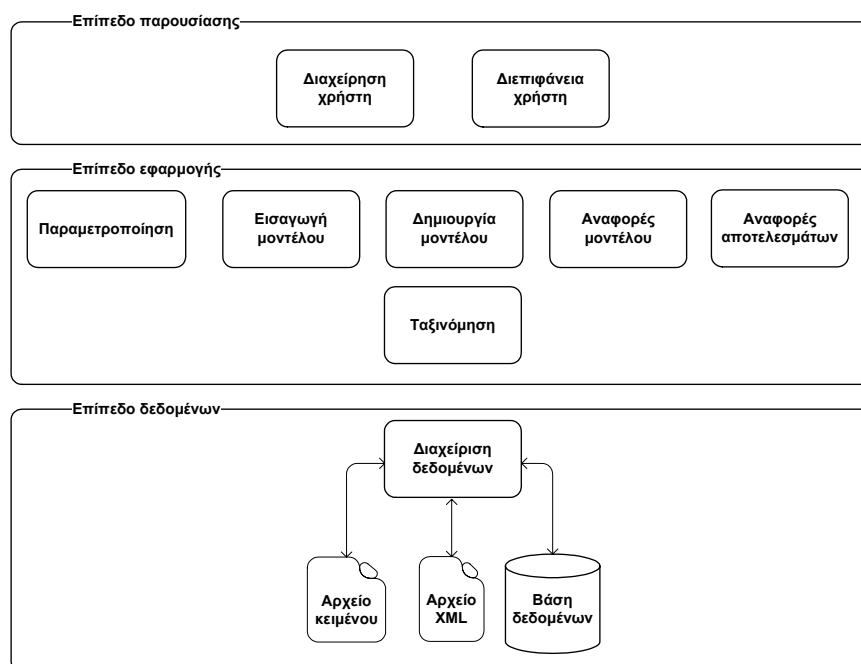 Επίπεδο παρουσίασης
Διαχείρηση
χρήστη
Διεπιφάνεια
χρήστη
Επίπεδο εφαρμογής
Παραμετροποίηση
Εισαγωγή
μοντέλου
Δημιουργία
μοντέλου
Αναφορές
μοντέλου
Αναφορές
αποτελεσμάτων
Ταξινόμηση
Επίπεδο δεδομένων
Διαχείριση
δεδομένων
Αρχείο
κειμένου
Αρχείο
XML
Βάση
δεδομένων